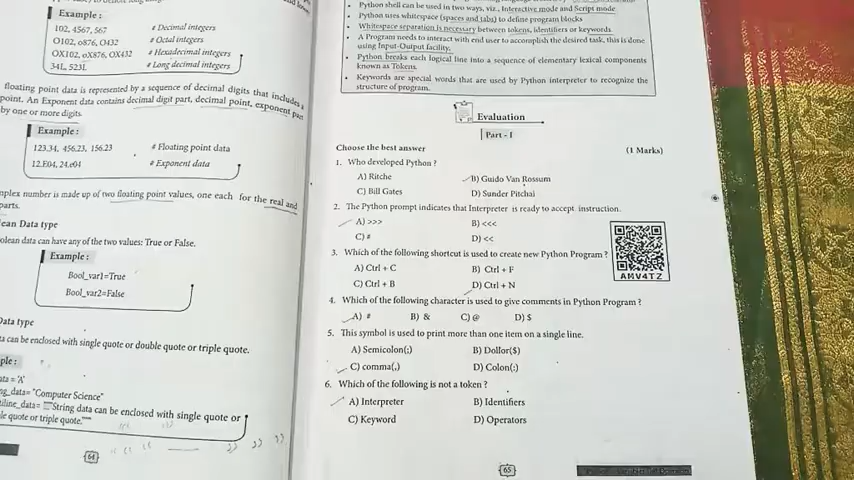 Example :
102, 4567, 567 # Decimal integers
O102, o876, O432 # Octal integers
OX102, oX876, OX432 # Hexadecimal integers
34L, 523L # Long decimal integers
floating point data is represented by a sequence of decimal digits that includes a
point. An Exponent data contains decimal digit part, decimal point, exponent part
by one or more digits.
Example :
123.34, 456.23, 156.23 # Floating point data
12.E04, 24.e04 # Exponent data
number is made up of two floating point values, one each for the real and
parts.
Data type
can have any of the two values: True or False.
Example :
Bool_var1=True
Bool_var2=False
Data type
can be enclosed with single quote or double quote or triple quote.
= 'A'
"Computer Science"
String data can be enclosed with single quote or
quote or triple quote."""
64
Python shell can be used in two ways, viz., Interactive mode and Script mode
• Python uses whitespace (spaces and tabs) to define program blocks
• Whitespace separation is necessary between tokens, identifiers or keywords.
• A Program needs to interact with end user to accomplish the desired task, this is done
using Input-Output facility.
• Python breaks each logical line into a sequence of elementary lexical components
known as Tokens.
• Keywords are special words that are used by Python interpreter to recognize the
structure of program.
Evaluation
Part - I
Choose the best answer (1 Marks)
1. Who developed Python ?
A) Ritche B) Guido Van Rossum
C) Bill Gates D) Sunder Pitchai
2. The Python prompt indicates that Interpreter is ready to accept instruction.
A) >>> B) <<<
C) # D) <<
3. Which of the following shortcut is used to create new Python Program ?
A) Ctrl + C B) Ctrl + F
C) Ctrl + B D) Ctrl + N
AMV4TZ
4. Which of the following character is used to give comments in Python Program ?
A) # B) & C) @ D) $
5. This symbol is used to print more than one item on a single line.
A) Semicolon(;) B) Dollor($)
C) comma(,) D) Colon(:)
6. Which of the following is not a token ?
A) Interpreter B) Identifiers
C) Keyword D) Operators
65